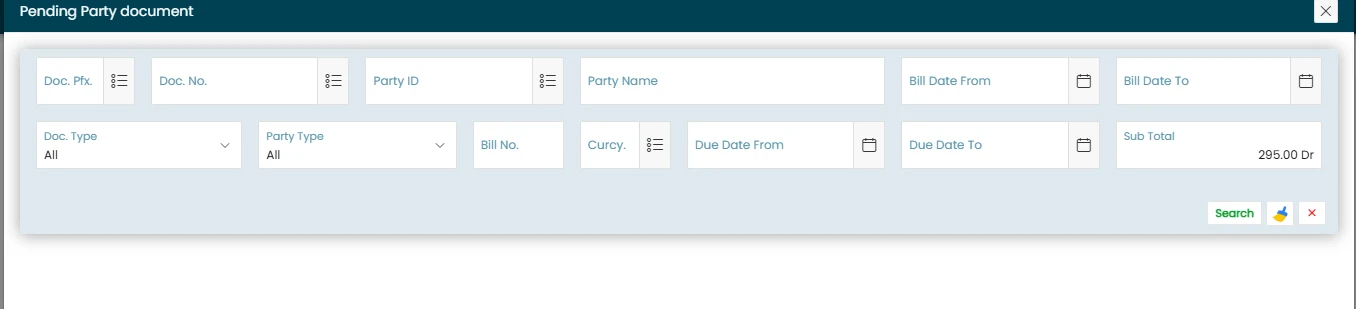 Pending Party document
Doc. Pfx. Doc. No. Party ID Party Name Bill Date From Bill Date To
Doc. Type Party Type Sub Total
All All Bill No. Curcy. Due Date From Due Date To 295.00 Dr
Search